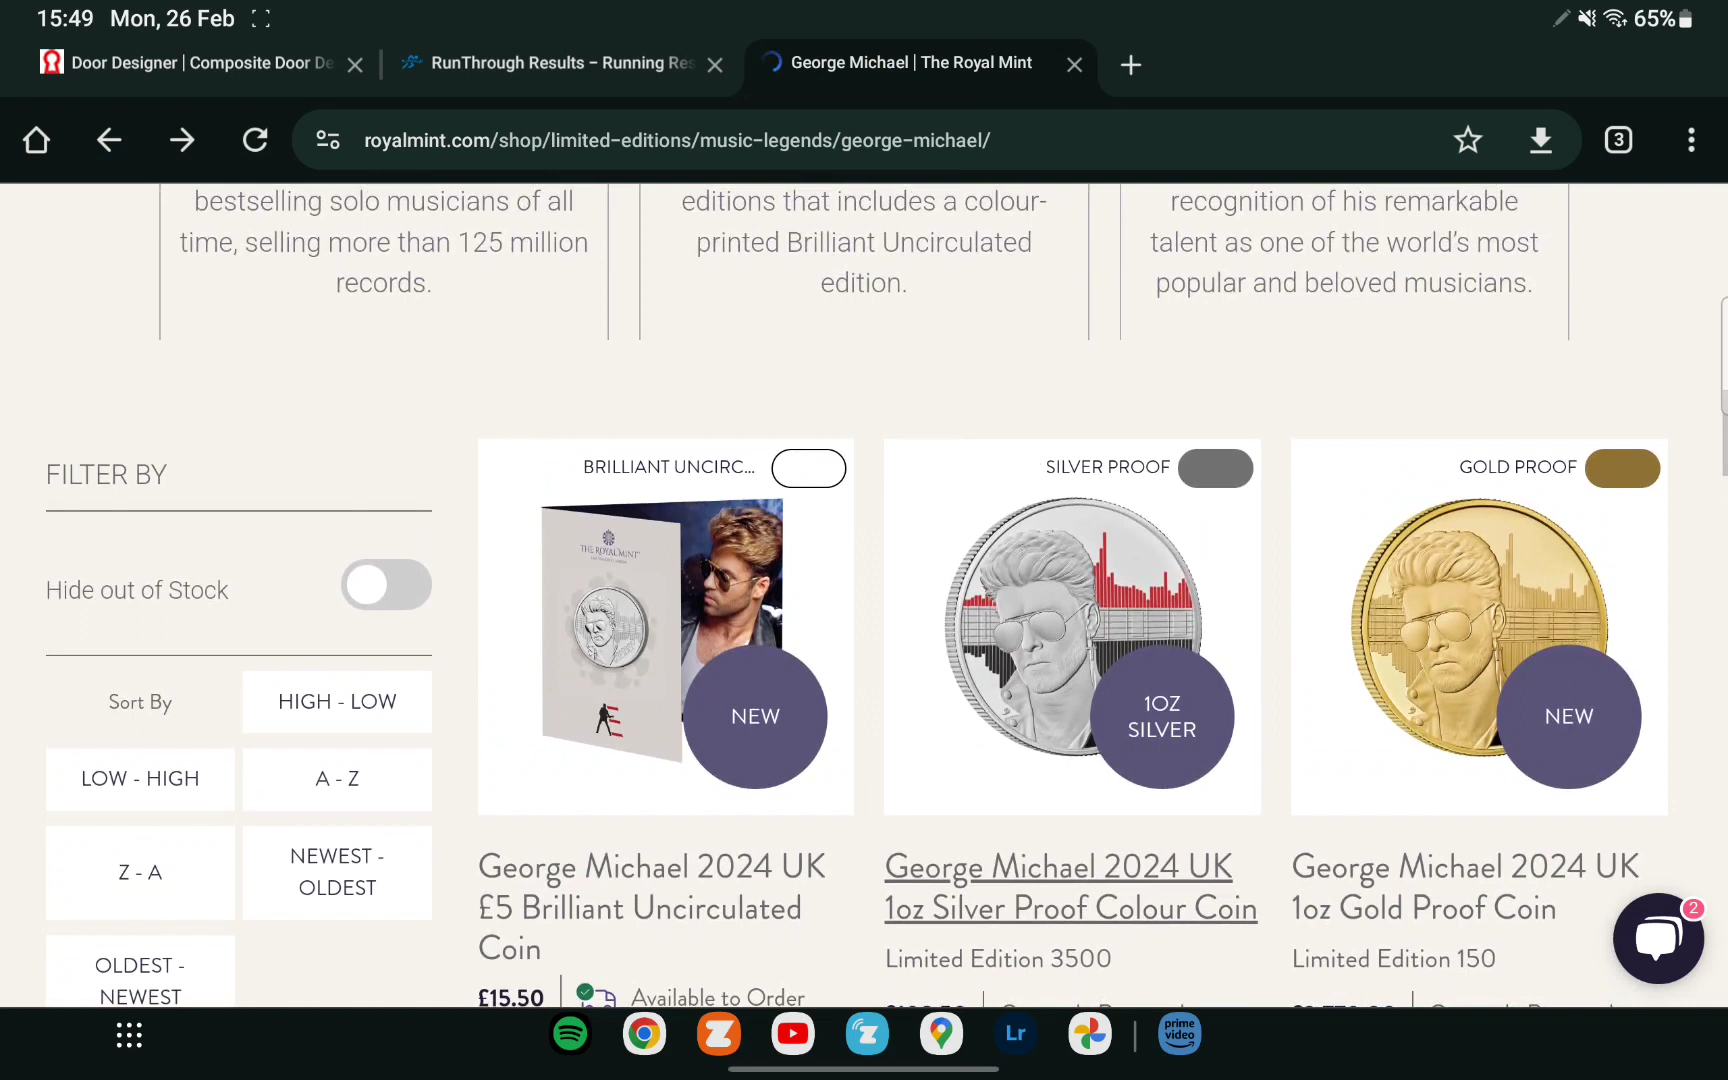 15:49 Mon, 26 Feb
65%
Door Designer | Composite Door De
RunThrough Results – Running Res
George Michael | The Royal Mint
royalmint.com/shop/limited-editions/music-legends/george-michael/
3
bestselling solo musicians of all
time, selling more than 125 million
records.
editions that includes a colour-
printed Brilliant Uncirculated
edition.
recognition of his remarkable
talent as one of the world’s most
popular and beloved musicians.
FILTER BY
Hide out of Stock
Sort By
HIGH - LOW
LOW - HIGH
A - Z
Z - A
NEWEST -
OLDEST
OLDEST -
NEWEST
BRILLIANT UNCIRC...
THE ROYAL MINT
NEW
George Michael 2024 UK
£5 Brilliant Uncirculated
Coin
£15.50
Available to Order
SILVER PROOF
1OZ
SILVER
George Michael 2024 UK
1oz Silver Proof Colour Coin
Limited Edition 3500
GOLD PROOF
NEW
George Michael 2024 UK
1oz Gold Proof Coin
Limited Edition 150
2
Lr
prime
video